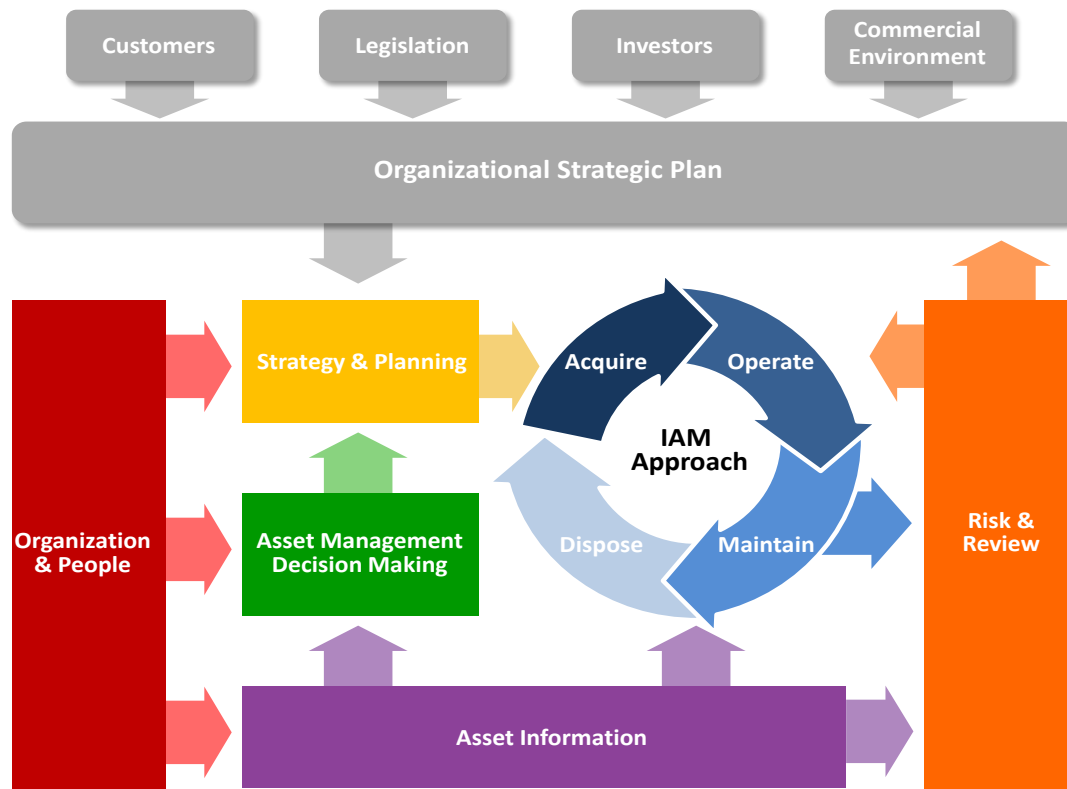 Customers
Legislation
Investors
Commercial
Environment
Organizational Strategic Plan
Strategy & Planning
Acquire
Operate
IAM
Approach
Organization
& People
Asset Management
Decision Making
Dispose
Maintain
Risk &
Review
Asset Information